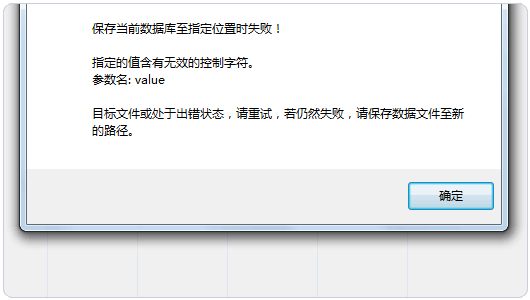 保存当前数据库至指定位置时失败！
指定的值含有无效的控制字符。
参数名: value
目标文件或处于出错状态，请重试，若仍然失败，请保存数据文件至新
的路径。
确定